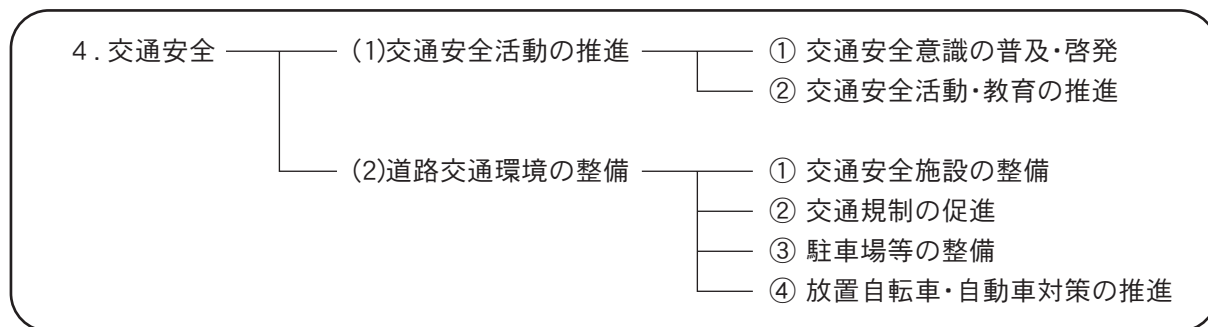 4.交通安全
(1)交通安全活動の推進
① 交通安全意識の普及・啓発
② 交通安全活動・教育の推進
(2)道路交通環境の整備
① 交通安全施設の整備
② 交通規制の促進
③ 駐車場等の整備
④ 放置自転車・自動車対策の推進